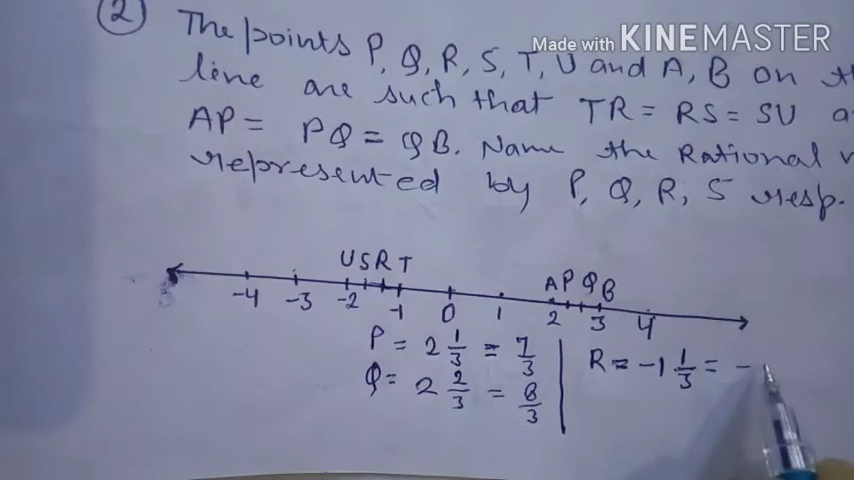 (2) The points P, Q, R, S, T, U and A, B on
Made with KINEMASTER
line are such that TR = RS = SU
AP = PQ = QB. Name the Rational
represented by P, Q, R, S resp.
U S R T A P Q B
-4 -3 -2 -1 0 1 2 3 4
P = 2 1/3 = 7/3
R = -1 1/3 = -
Q = 2 2/3 = 8/3